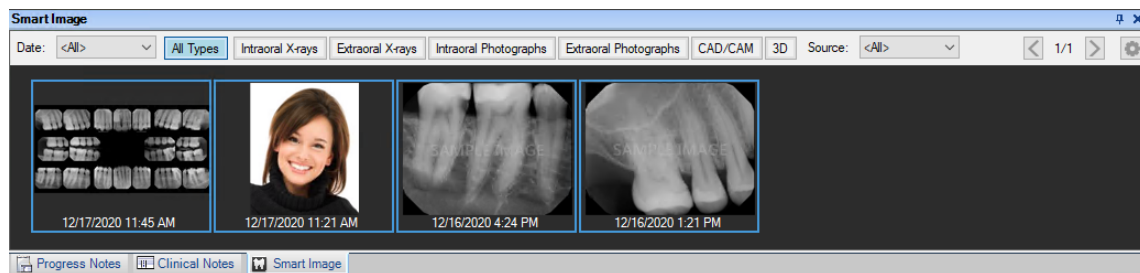 Smart Image
Date: <All> All Types Intraoral X-rays Extraoral X-rays Intraoral Photographs Extraoral Photographs CAD/CAM 3D Source: <All> 1/1
SAMPLE IMAGE SAMPLE IMAGE
12/17/2020 11:45 AM 12/17/2020 11:21 AM 12/16/2020 4:24 PM 12/16/2020 1:21 PM
Progress Notes Clinical Notes Smart Image